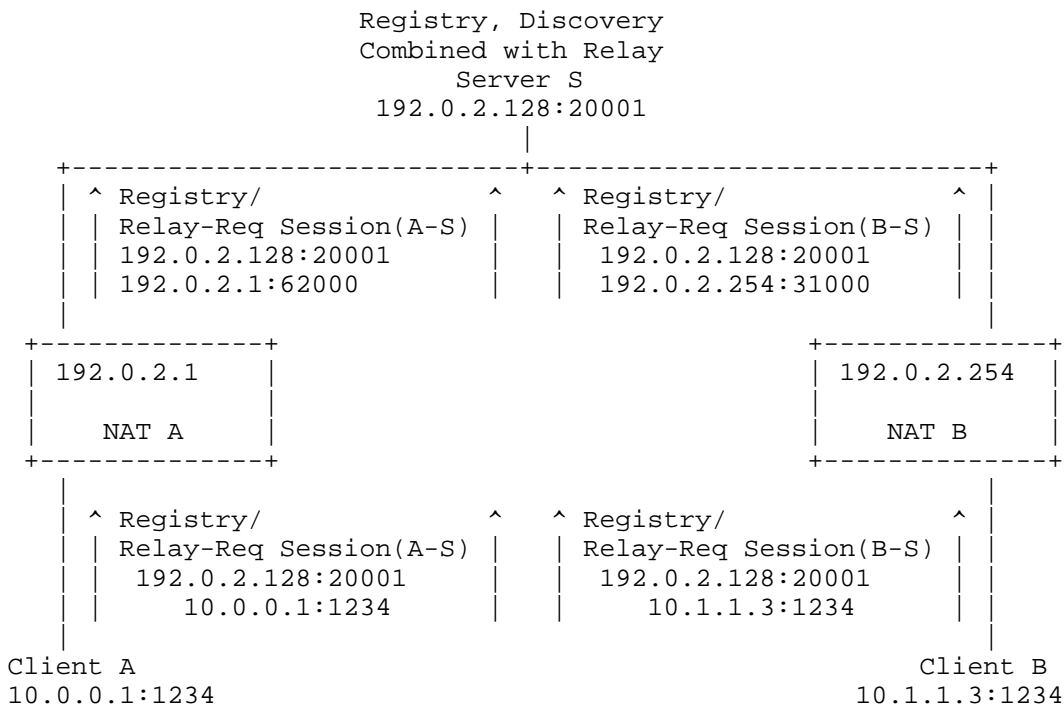 Registry, Discovery
Combined with Relay
Server S
192.0.2.128:20001
|
+----------------------------+----------------------------+
| ^ Registry/ ^ ^ Registry/ ^ |
| | Relay-Req Session(A-S) | | Relay-Req Session(B-S) | |
| | 192.0.2.128:20001 | | 192.0.2.128:20001 | |
| | 192.0.2.1:62000 | | 192.0.2.254:31000 | |
| |
+--------------+ +--------------+
| 192.0.2.1 | | 192.0.2.254 |
| | | |
| NAT A | | NAT B |
+--------------+ +--------------+
| |
| ^ Registry/ ^ ^ Registry/ ^ |
| | Relay-Req Session(A-S) | | Relay-Req Session(B-S) | |
| | 192.0.2.128:20001 | | 192.0.2.128:20001 | |
| | 10.0.0.1:1234 | | 10.1.1.3:1234 | |
| |
Client A Client B
10.0.0.1:1234 10.1.1.3:1234